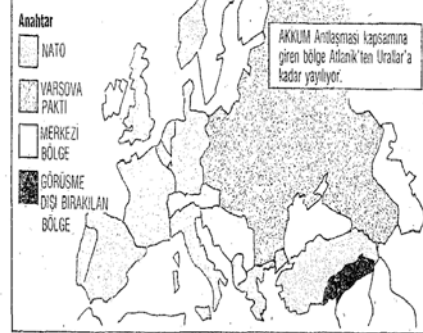 Anahtar
NATO
VARŞOVA
PAKTI
MERKEZİ
BÖLGE
GÖRÜŞME
DIŞI BIRAKILAN
BÖLGE
AKKUM Antlaşması kapsamına
giren bölge Atlanik'ten Urallar'a
kadar yayılıyor.